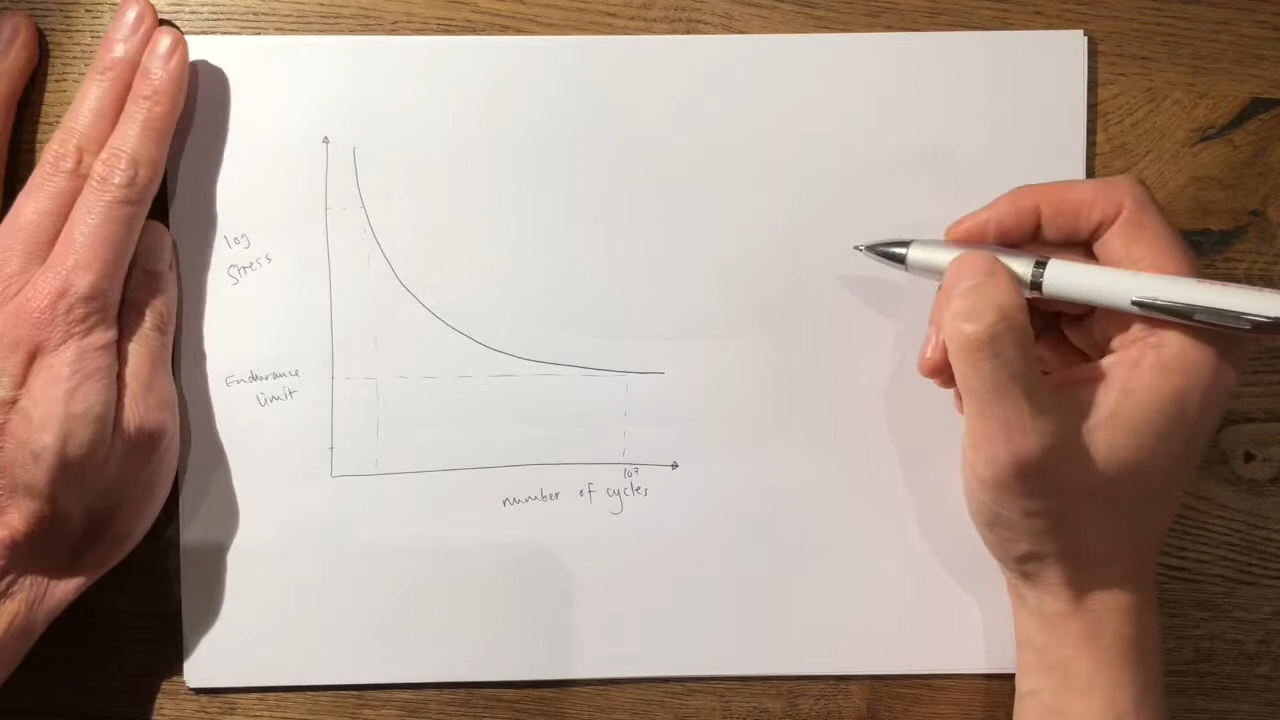 log
Stress
Endurance
limit
10⁷
number of cycles